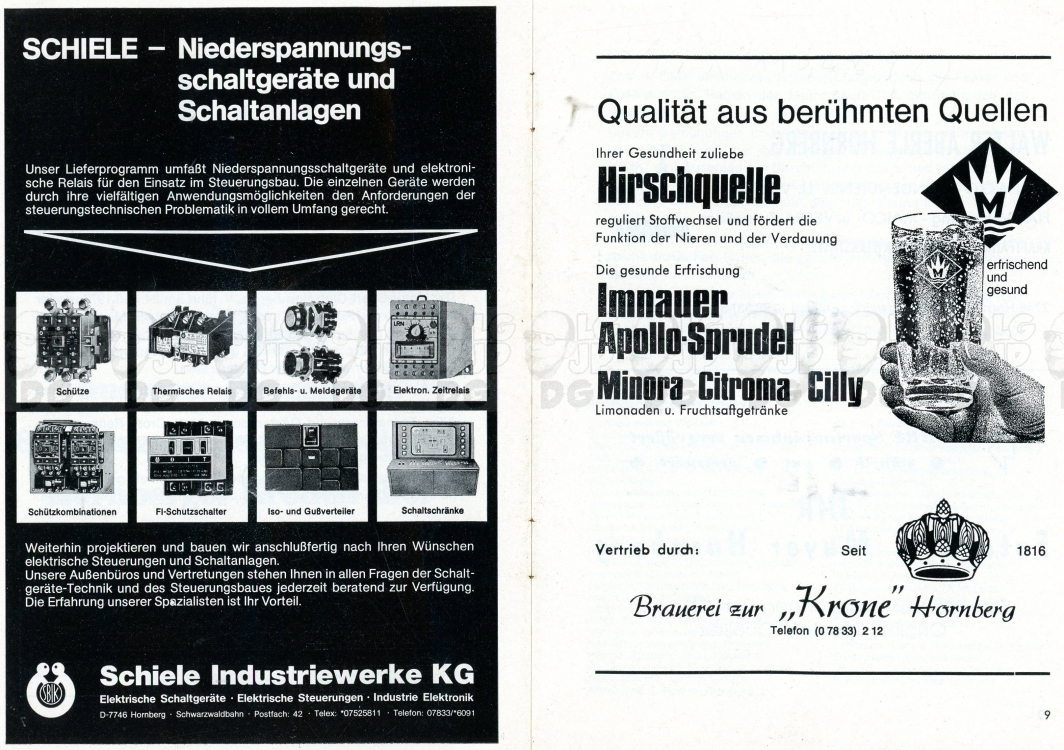 SCHIELE – Niederspannungs-
schaltgeräte und
Schaltanlagen
Unser Lieferprogramm umfaßt Niederspannungsschaltgeräte und elektroni-
sche Relais für den Einsatz im Steuerungsbau. Die einzelnen Geräte werden
durch ihre vielfältigen Anwendungsmöglichkeiten den Anforderungen der
steuerungstechnischen Problematik in vollem Umfang gerecht.
Schütze
Thermisches Relais
Befehls- u. Meldegeräte
LRN
Elektron. Zeitrelais
Schützkombinationen
FI-Schutzschalter
Iso- und Gußverteiler
Schaltschränke
Weiterhin projektieren und bauen wir anschlußfertig nach Ihren Wünschen
elektrische Steuerungen und Schaltanlagen.
Unsere Außenbüros und Vertretungen stehen Ihnen in allen Fragen der Schalt-
geräte-Technik und des Steuerungsbaues jederzeit beratend zur Verfügung.
Die Erfahrung unserer Spezialisten ist Ihr Vorteil.
SBIK
Schiele Industriewerke KG
Elektrische Schaltgeräte · Elektrische Steuerungen · Industrie Elektronik
D-7746 Hornberg · Schwarzwaldbahn · Postfach: 42 · Telex: *07525811 · Telefon: 07833/*6091
Qualität aus berühmten Quellen
Ihrer Gesundheit zuliebe
Hirschquelle
reguliert Stoffwechsel und fördert die
Funktion der Nieren und der Verdauung
M
M
erfrischend
und
gesund
Die gesunde Erfrischung
Imnauer
Apollo-Sprudel
Minora Citroma Cilly
Limonaden u. Fruchtsaftgetränke
Vertrieb durch: Seit 1816
Brauerei zur „Krone" Hornberg
Telefon (0 78 33) 2 12
9